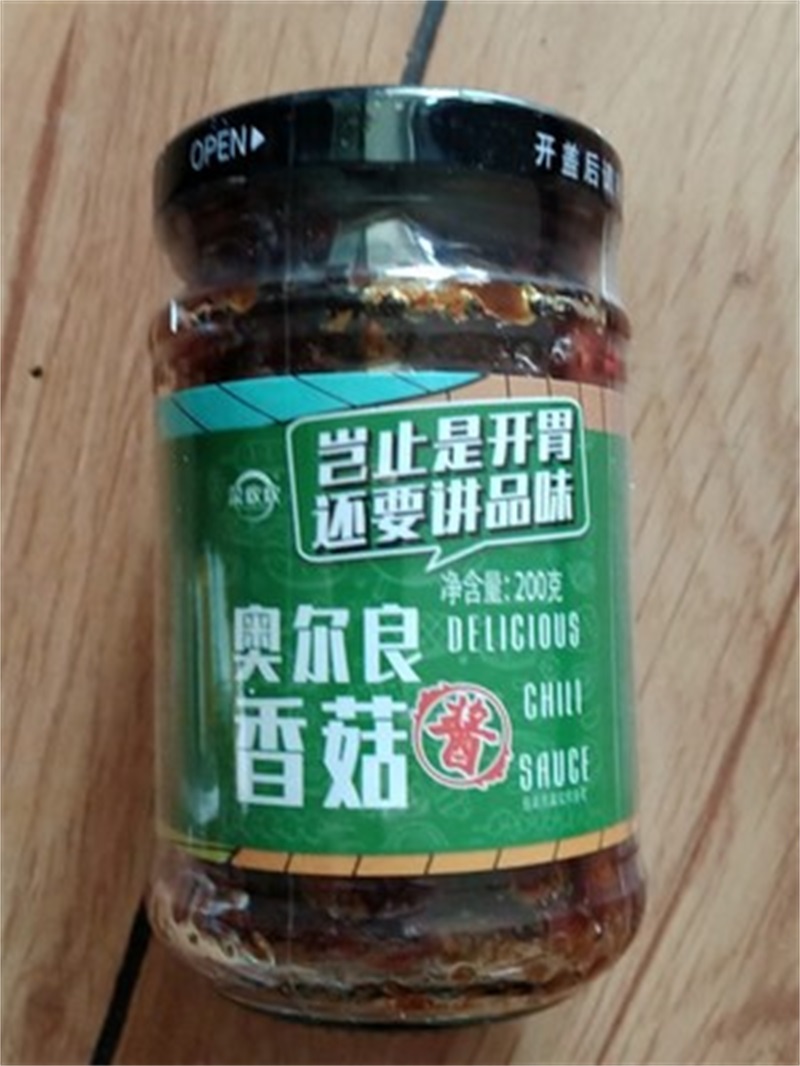 OPEN
开盖后请
岂止是开胃
还要讲品味
净含量:200克
奥尔良
香菇
酱
DELICIOUS
CHILI
SAUCE